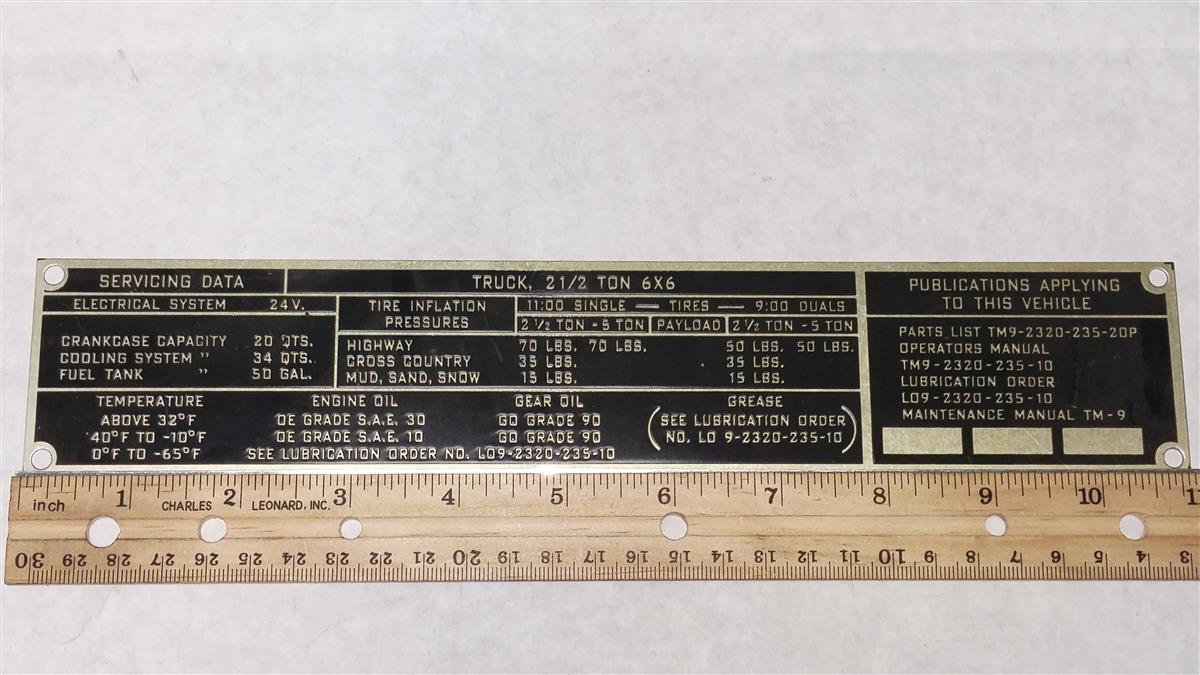 SERVICING DATA
TRUCK, 2 1/2 TON 6X6
ELECTRICAL SYSTEM 24V.
TIRE INFLATION PRESSURES
11:00 SINGLE — TIRES — 9:00 DUALS
2 1/2 TON - 5 TON PAYLOAD 2 1/2 TON - 5 TON
CRANKCASE CAPACITY 20 QTS.
COOLING SYSTEM " 34 QTS.
FUEL TANK " 50 GAL.
HIGHWAY 70 LBS. 70 LBS. 50 LBS. 50 LBS.
CROSS COUNTRY 35 LBS. 35 LBS.
MUD, SAND, SNOW 15 LBS. 15 LBS.
TEMPERATURE ENGINE OIL GEAR OIL GREASE
ABOVE 32°F OE GRADE S.A.E. 30 GO GRADE 90 (SEE LUBRICATION ORDER
40°F TO -10°F OE GRADE S.A.E. 10 GO GRADE 90 NO. LO 9-2320-235-10)
0°F TO -65°F SEE LUBRICATION ORDER NO. LO9-2320-235-10
PUBLICATIONS APPLYING
TO THIS VEHICLE
PARTS LIST TM9-2320-235-20P
OPERATORS MANUAL
TM9-2320-235-10
LUBRICATION ORDER
LO9-2320-235-10
MAINTENANCE MANUAL TM-9
inch 1 CHARLES 2 LEONARD, INC. 3 4 5 6 7 8 9 10 11
30 29 28 27 26 25 24 23 22 21 20 19 18 17 16 15 14 13 12 11 10 9 8 7 6 5 4 3